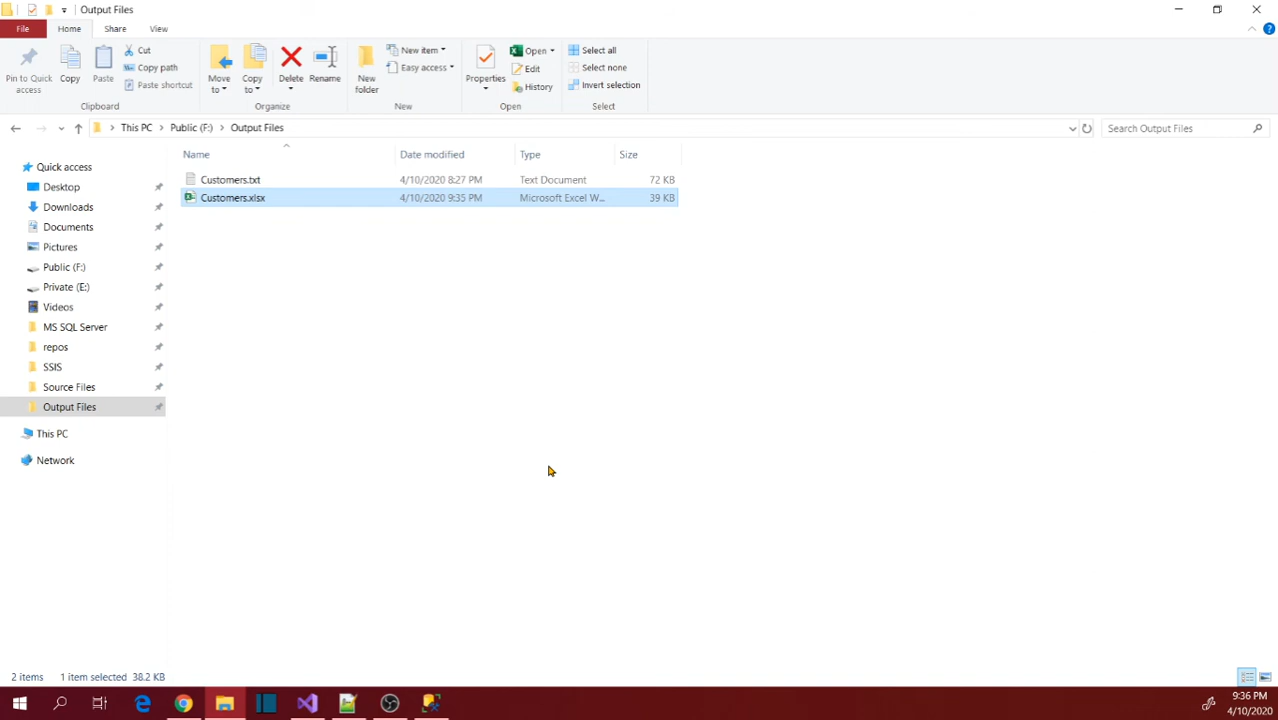 Output Files
File Home Share View
Pin to Quick access
Copy
Paste
Cut
Copy path
Paste shortcut
Clipboard
Move to
Copy to
Delete
Rename
Organize
New folder
New item
Easy access
New
Properties
Open
Edit
History
Open
Select all
Select none
Invert selection
Select
This PC
Public (F:)
Output Files
Search Output Files
Name Date modified Type Size
Customers.txt 4/10/2020 8:27 PM Text Document 72 KB
Customers.xlsx 4/10/2020 9:35 PM Microsoft Excel W... 39 KB
Quick access
Desktop
Downloads
Documents
Pictures
Public (F:)
Private (E:)
Videos
MS SQL Server
repos
SSIS
Source Files
Output Files
This PC
Network
2 items 1 item selected 38.2 KB
9:36 PM
4/10/2020